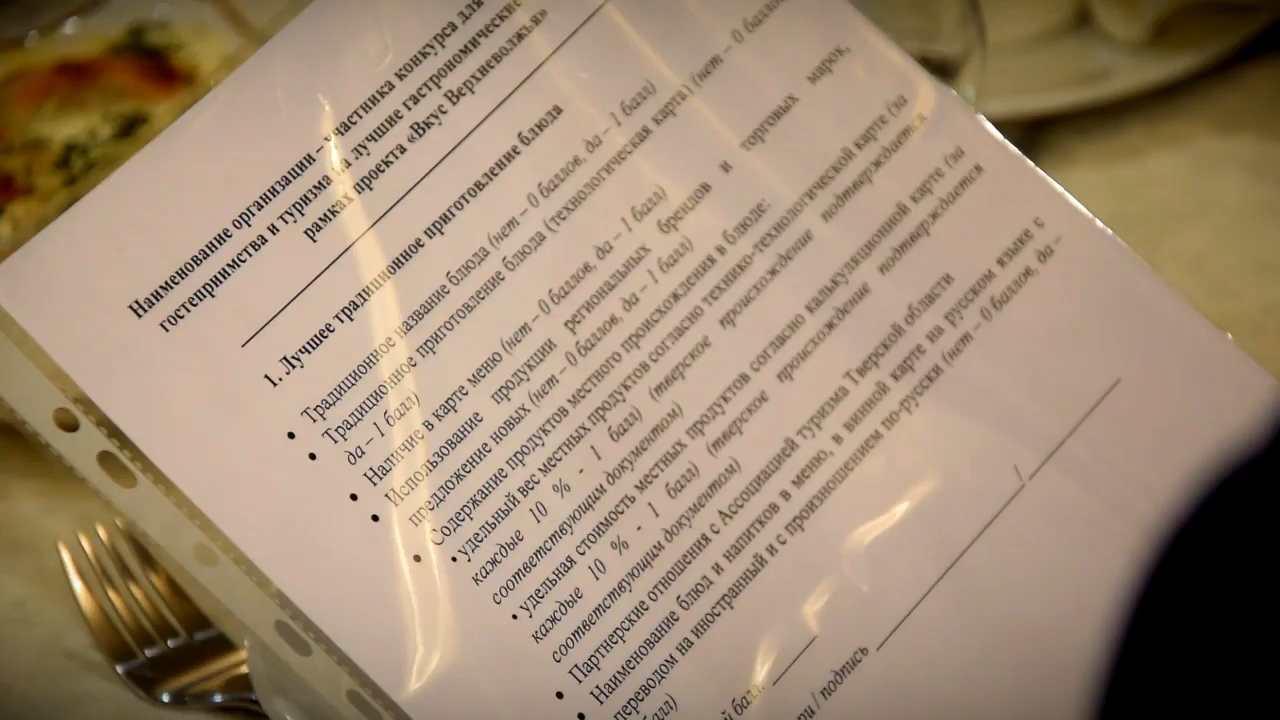 Наименование организации – участника конкурса для
гостеприимства и туризма на лучшие гастрономические
рамках проекта «Вкус Верхневолжья»
1. Лучшее традиционное приготовление блюда
• Традиционное название блюда (нет – 0 баллов, да – 1 балл)
• Традиционное приготовление блюда (технологическая карта) (нет – 0 баллов,
да – 1 балл)
• Наличие в карте меню (нет – 0 баллов, да – 1 балл)
• Использование продукции региональных брендов и торговых марок,
предложение новых (нет – 0 баллов, да – 1 балл)
• Содержание продуктов местного происхождения в блюде:
• удельный вес местных продуктов согласно технико-технологической карте (за
каждые 10 % - 1 балл) (тверское происхождение подтверждается
соответствующим документом)
• удельная стоимость местных продуктов согласно калькуляционной карте (за
каждые 10 % - 1 балл) (тверское происхождение подтверждается
соответствующим документом)
• Партнерские отношения с Ассоциацией туризма Тверской области
• Наименование блюд и напитков в меню, в винной карте на русском языке с
переводом на иностранный и с произношением по-русски (нет – 0 баллов, да –
балл)
балл:
/ подпись /